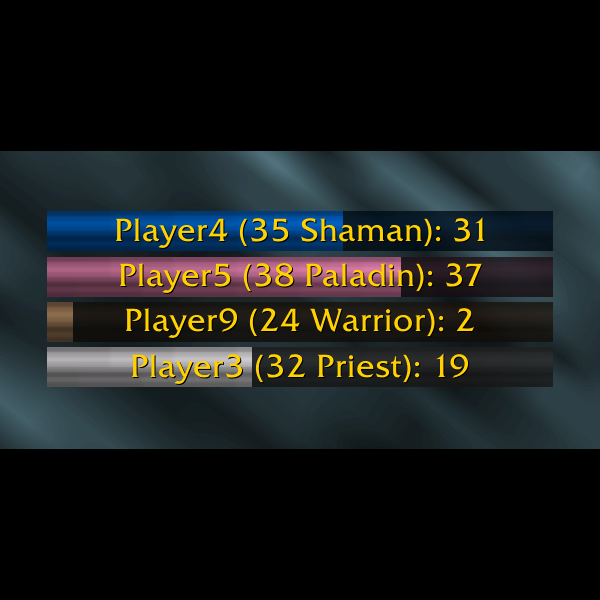 Player4 (35 Shaman): 31
Player5 (38 Paladin): 37
Player9 (24 Warrior): 2
Player3 (32 Priest): 19